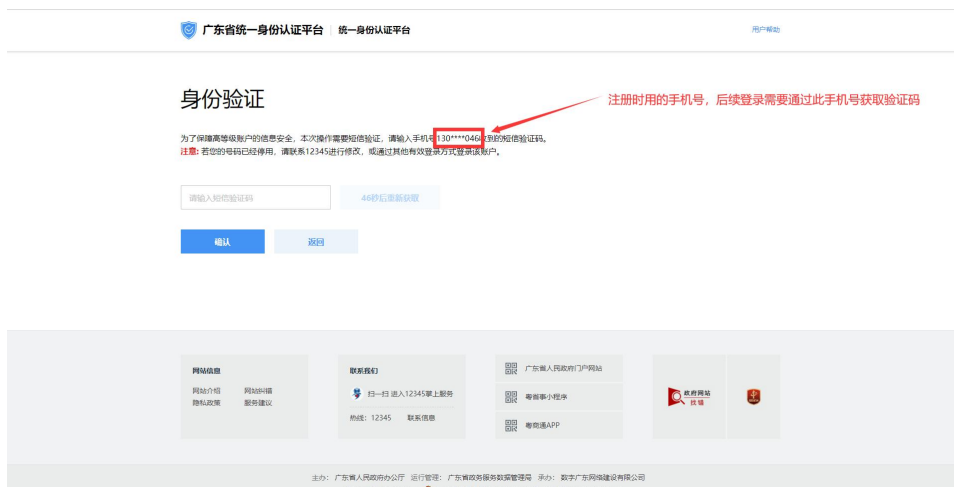 广东省统一身份认证平台 统一身份认证平台
用户帮助
身份验证
注册时用的手机号，后续登录需要通过此手机号获取验证码
为了保障高等级账户的信息安全，本次操作需要短信验证，请输入手机号130****046收到的短信验证码。
注意: 若您的号码已经停用，请联系12345进行修改，或通过其他有效登录方式登录该账户。
请输入短信验证码
46秒后重新获取
确认
返回
网站信息
网站介绍 网站纠错
隐私政策 服务建议
联系我们
扫一扫 进入12345掌上服务
热线：12345 联系信息
广东省人民政府门户网站
粤省事小程序
粤商通APP
政府网站
找错
主办：广东省人民政府办公厅 运行管理：广东省政务服务数据管理局 承办：数字广东网络建设有限公司